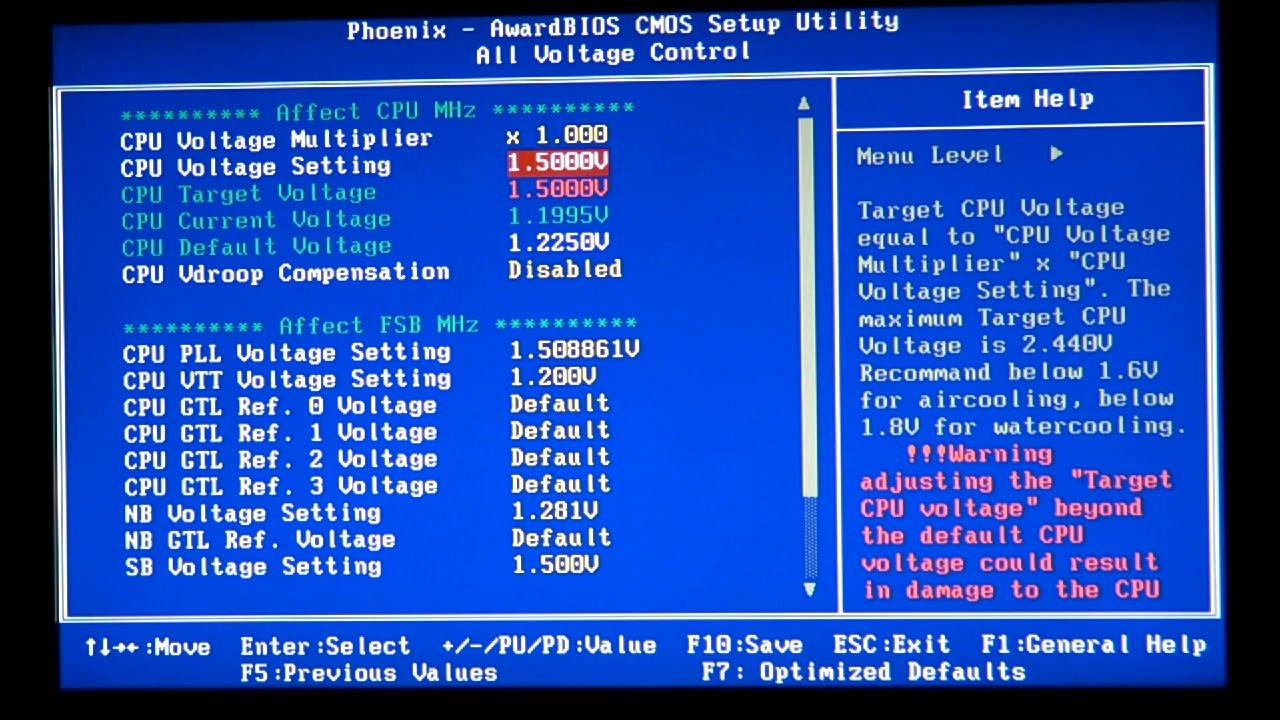 Phoenix - AwardBIOS CMOS Setup Utility
All Voltage Control
********** Affect CPU MHz **********
CPU Voltage Multiplier x 1.000
CPU Voltage Setting 1.5000V
CPU Target Voltage 1.5000V
CPU Current Voltage 1.1995V
CPU Default Voltage 1.2250V
CPU Vdroop Compensation Disabled
********** Affect FSB MHz **********
CPU PLL Voltage Setting 1.508861V
CPU VTT Voltage Setting 1.200V
CPU GTL Ref. 0 Voltage Default
CPU GTL Ref. 1 Voltage Default
CPU GTL Ref. 2 Voltage Default
CPU GTL Ref. 3 Voltage Default
NB Voltage Setting 1.281V
NB GTL Ref. Voltage Default
SB Voltage Setting 1.500V
Item Help
Menu Level ▶
Target CPU Voltage
equal to "CPU Voltage
Multiplier" x "CPU
Voltage Setting". The
maximum Target CPU
Voltage is 2.440V
Recommand below 1.6V
for aircooling, below
1.8V for watercooling.
!!!Warning
adjusting the "Target
CPU voltage" beyond
the default CPU
voltage could result
in damage to the CPU
↑↓→←:Move Enter:Select +/-/PU/PD:Value F10:Save ESC:Exit F1:General Help
F5:Previous Values F7: Optimized Defaults